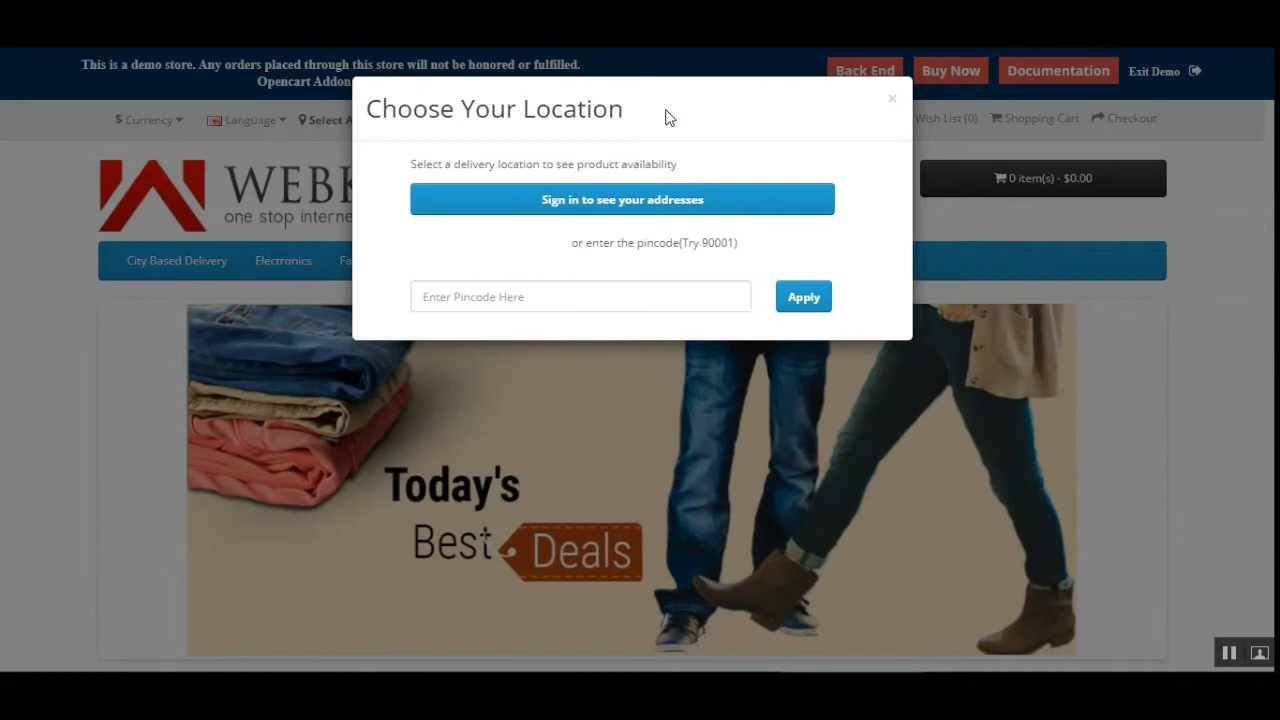 This is a demo store. Any orders placed through this store will not be honored or fulfilled.
Opencart Addon
Back End
Buy Now
Documentation
Exit Demo
Choose Your Location
×
$ Currency
Language
Select A
Wish List (0)
Shopping Cart
Checkout
Select a delivery location to see product availability
Sign in to see your addresses
WEBK
one stop interne
0 item(s) - $0.00
or enter the pincode(Try 90001)
City Based Delivery
Electronics
Fa
Enter Pincode Here
Apply
Today's
Best
Deals